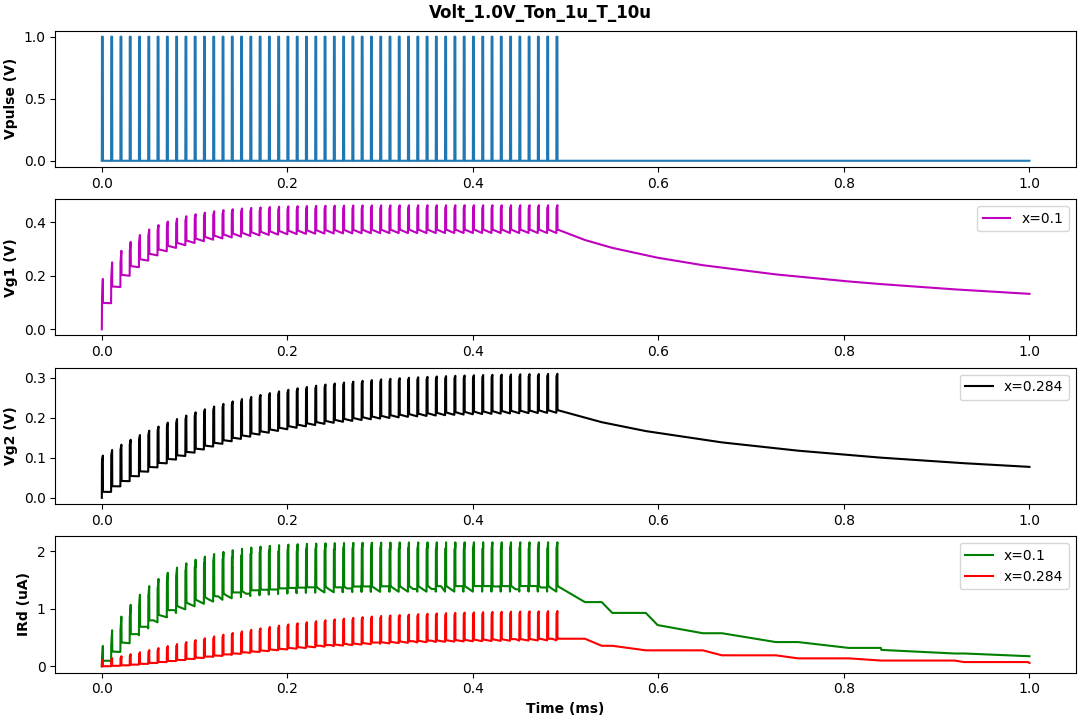 Volt_1.0V_Ton_1u_T_10u
Vpulse (V)
1.0
0.5
0.0
0.0 0.2 0.4 0.6 0.8 1.0
Vg1 (V)
0.4
0.2
0.0
x=0.1
0.0 0.2 0.4 0.6 0.8 1.0
Vg2 (V)
0.3
0.2
0.1
0.0
x=0.284
0.0 0.2 0.4 0.6 0.8 1.0
IRd (uA)
2
1
0
x=0.1
x=0.284
0.0 0.2 0.4 0.6 0.8 1.0
Time (ms)